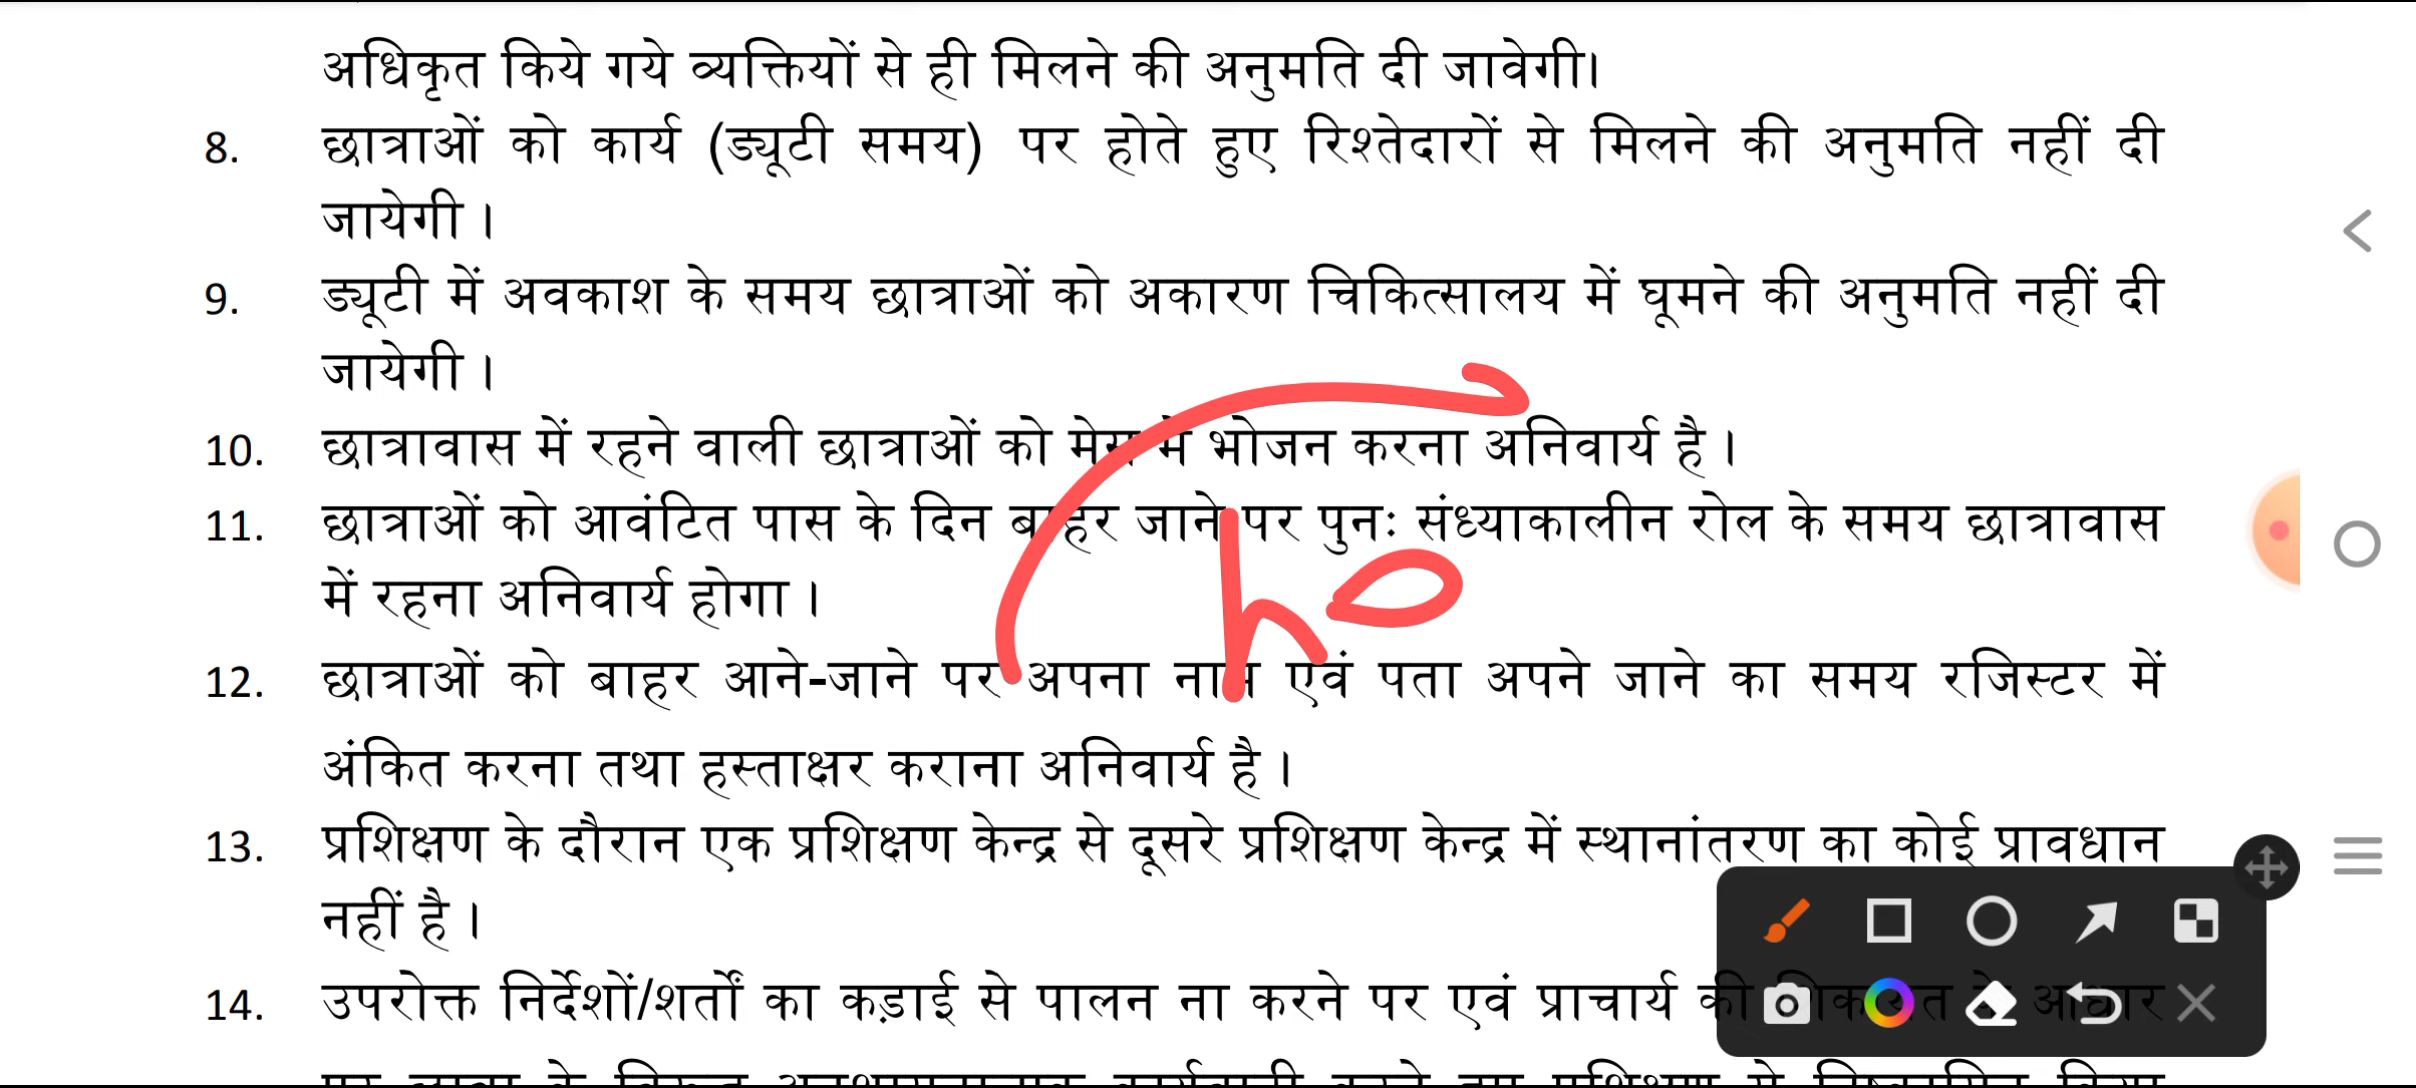 अधिकृत किये गये व्यक्तियों से ही मिलने की अनुमति दी जावेगी।
8. छात्राओं को कार्य (ड्यूटी समय) पर होते हुए रिश्तेदारों से मिलने की अनुमति नहीं दी
जायेगी ।
9. ड्यूटी में अवकाश के समय छात्राओं को अकारण चिकित्सालय में घूमने की अनुमति नहीं दी
जायेगी ।
10. छात्रावास में रहने वाली छात्राओं को मेस में भोजन करना अनिवार्य है ।
11. छात्राओं को आवंटित पास के दिन बाहर जाने पर पुनः संध्याकालीन रोल के समय छात्रावास
में रहना अनिवार्य होगा ।
ho
12. छात्राओं को बाहर आने-जाने पर अपना नाम एवं पता अपने जाने का समय रजिस्टर में
अंकित करना तथा हस्ताक्षर कराना अनिवार्य है ।
13. प्रशिक्षण के दौरान एक प्रशिक्षण केन्द्र से दूसरे प्रशिक्षण केन्द्र में स्थानांतरण का कोई प्रावधान
नहीं है ।
14. उपरोक्त निर्देशों/शर्तों का कड़ाई से पालन ना करने पर एवं प्राचार्य की शिकायत के आधार